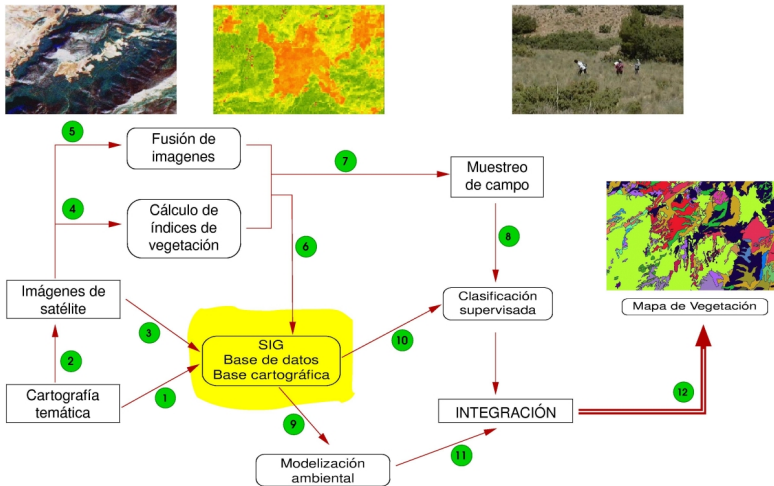 5
Fusión de
imagenes
7
Muestreo
de campo
4
Cálculo de
índices de
vegetación
6
8
Imágenes de
satélite
3
Clasificación
supervisada
Mapa de Vegetación
2
SIG
Base de datos
Base cartográfica
10
Cartografía
temática
1
INTEGRACIÓN
12
9
Modelización
ambiental
11